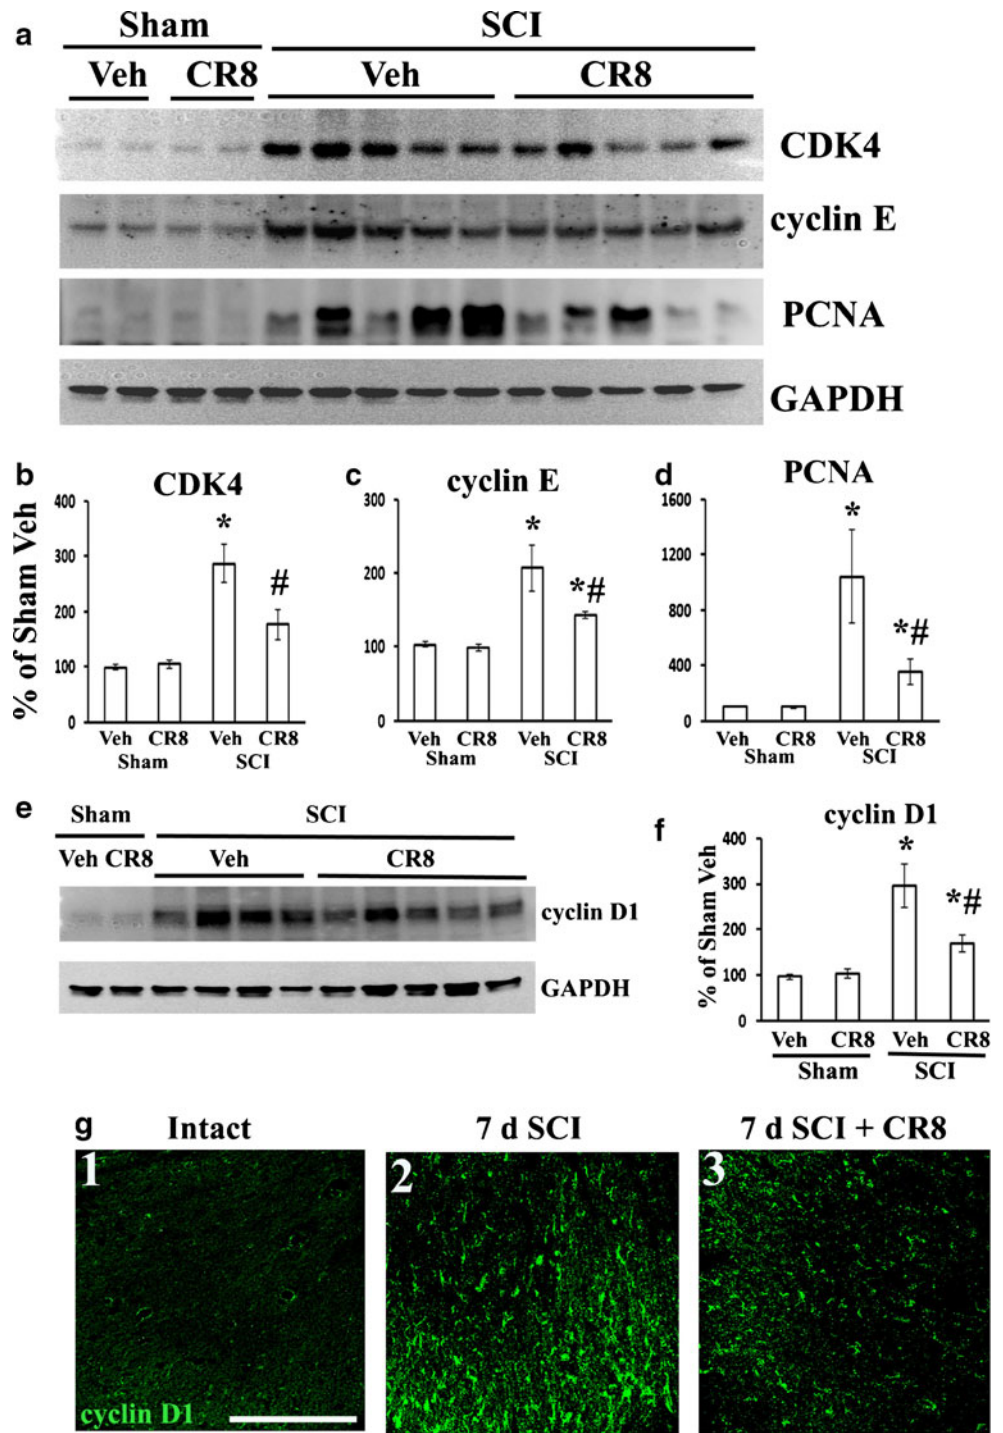 a
Sham SCI
Veh CR8 Veh CR8
CDK4
cyclin E
PCNA
GAPDH
b CDK4
% of Sham Veh
400
300
200
100
0
*
#
Veh CR8 Veh CR8
Sham SCI
c cyclin E
300
200
100
0
*
*#
Veh CR8 Veh CR8
Sham SCI
d PCNA
1600
1200
800
400
0
*
*#
Veh CR8 Veh CR8
Sham SCI
e
Sham SCI
Veh CR8 Veh CR8
cyclin D1
GAPDH
f cyclin D1
% of Sham Veh
400
300
200
100
0
*
*#
Veh CR8 Veh CR8
Sham SCI
g Intact 7 d SCI 7 d SCI + CR8
1 2 3
cyclin D1